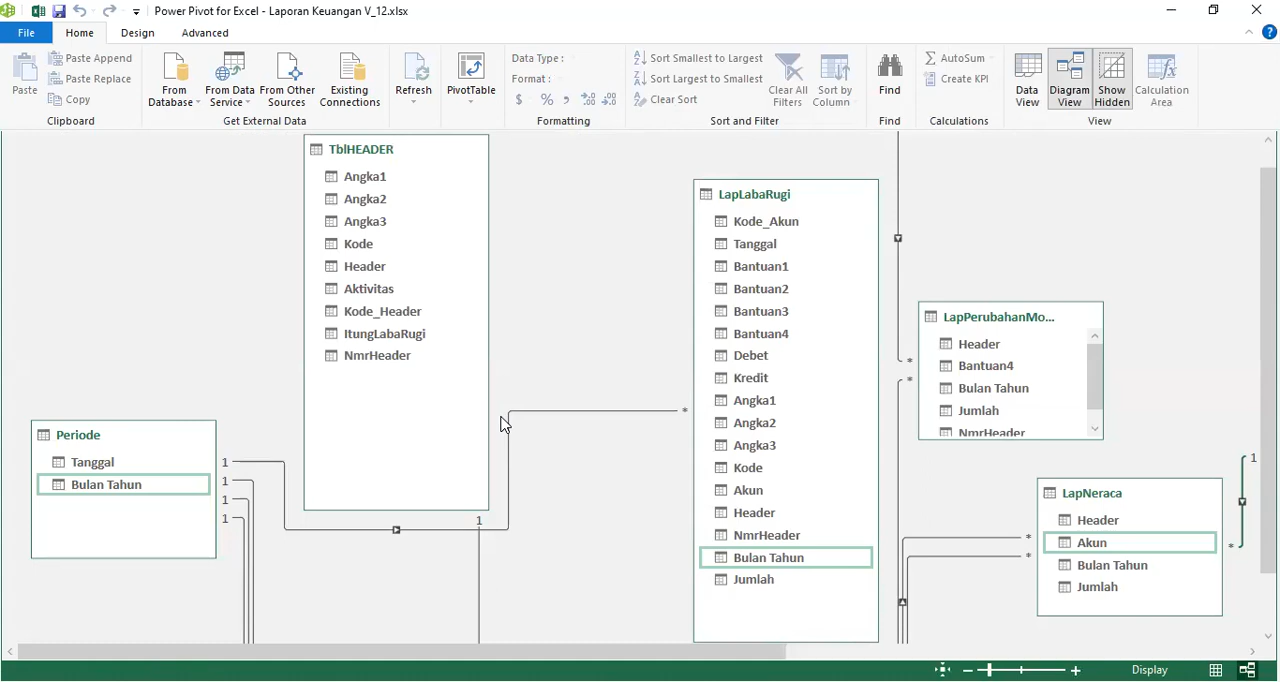 Power Pivot for Excel - Laporan Keuangan V_12.xlsx
File Home Design Advanced
Paste
Paste Append
Paste Replace
Copy
Clipboard
From Database
From Data Service
From Other Sources
Existing Connections
Get External Data
Refresh
PivotTable
Data Type :
Format :
$ % ,
Formatting
Sort Smallest to Largest
Sort Largest to Smallest
Clear Sort
Clear All Filters
Sort by Column
Sort and Filter
Find
Find
AutoSum
Create KPI
Calculations
Data View
Diagram View
Show Hidden
Calculation Area
View
TblHEADER
Angka1
Angka2
Angka3
Kode
Header
Aktivitas
Kode_Header
ItungLabaRugi
NmrHeader
1
Periode
Tanggal
Bulan Tahun
1
1
1
1
LapLabaRugi
Kode_Akun
Tanggal
Bantuan1
Bantuan2
Bantuan3
Bantuan4
Debet
Kredit
Angka1
Angka2
Angka3
Kode
Akun
Header
NmrHeader
Bulan Tahun
Jumlah
*
LapPerubahanMo...
Header
Bantuan4
Bulan Tahun
Jumlah
NmrHeader
*
*
LapNeraca
Header
Akun
Bulan Tahun
Jumlah
*
*
1
*
Display